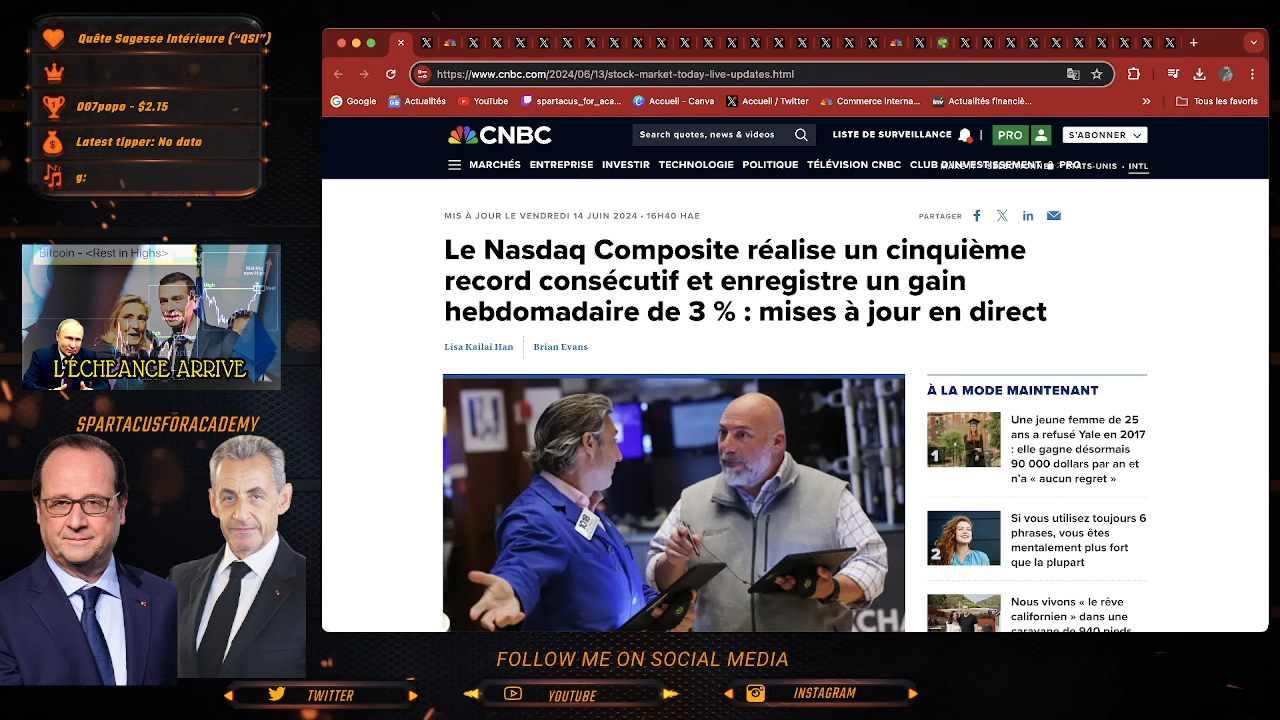 Quête Sagesse Intérieure ("QSI")
007popo - $2.15
Latest tipper: No data
g;
Bitcoin - <Rest in Highs>
L'ÉCHEANCE ARRIVE
SPARTACUSFORACADEMY
https://www.cnbc.com/2024/06/13/stock-market-today-live-updates.html
Google
Actualités
YouTube
spartacus_for_aca...
Accueil - Canva
Accueil / Twitter
Commerce interna...
Actualités financiè...
»
Tous les favoris
CNBC
Search quotes, news & videos
LISTE DE SURVEILLANCE
PRO
S'ABONNER
MARCHÉS ENTREPRISE INVESTIR TECHNOLOGIE POLITIQUE TÉLÉVISION CNBC CLUB D'INVESTISSEMENT PRO
INTL
MIS À JOUR LE VENDREDI 14 JUIN 2024 • 16H40 HAE
PARTAGER
Le Nasdaq Composite réalise un cinquième
record consécutif et enregistre un gain
hebdomadaire de 3 % : mises à jour en direct
Lisa Kailai Han
Brian Evans
À LA MODE MAINTENANT
1
Une jeune femme de 25
ans a refusé Yale en 2017
: elle gagne désormais
90 000 dollars par an et
n'a « aucun regret »
2
Si vous utilisez toujours 6
phrases, vous êtes
mentalement plus fort
que la plupart
Nous vivons « le rêve
californien » dans une
caravane de 940 pieds
FOLLOW ME ON SOCIAL MEDIA
TWITTER
YOUTUBE
INSTAGRAM